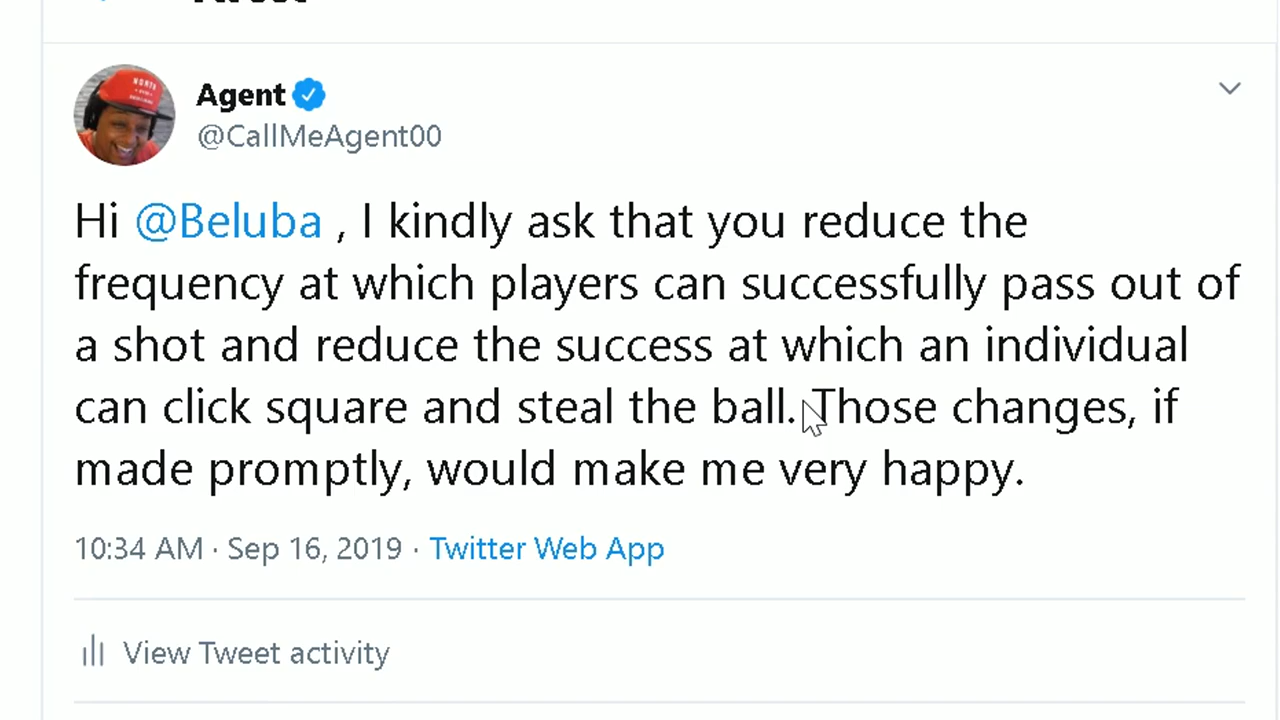 Agent
@CallMeAgent00
Hi @Beluba , I kindly ask that you reduce the
frequency at which players can successfully pass out of
a shot and reduce the success at which an individual
can click square and steal the ball. Those changes, if
made promptly, would make me very happy.
10:34 AM · Sep 16, 2019 · Twitter Web App
View Tweet activity